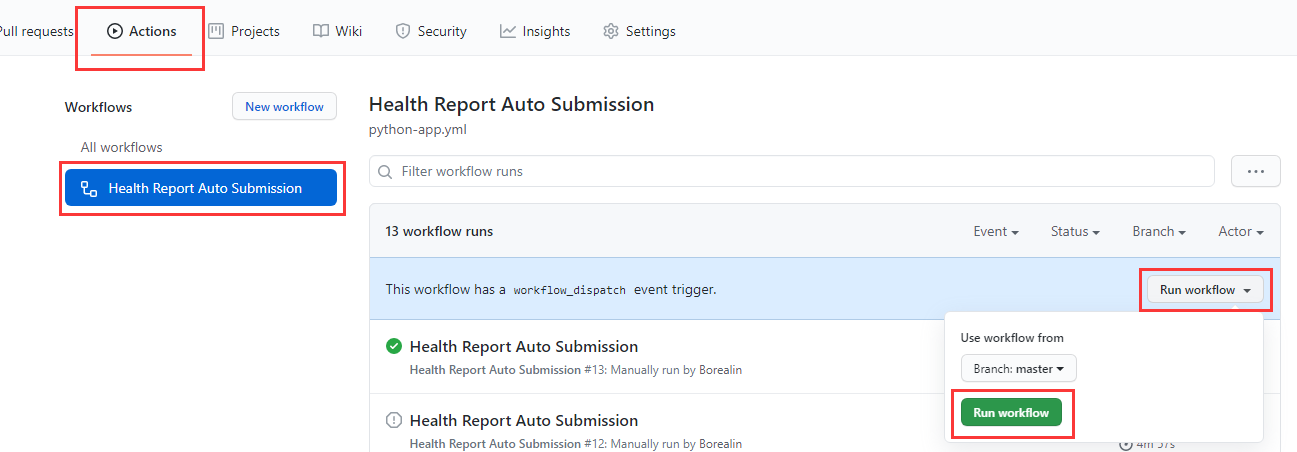 Pull requests Actions Projects Wiki Security Insights Settings
Workflows
New workflow
All workflows
Health Report Auto Submission
Health Report Auto Submission
python-app.yml
Filter workflow runs
...
13 workflow runs
Event Status Branch Actor
This workflow has a workflow_dispatch event trigger.
Run workflow
Use workflow from
Branch: master
Run workflow
Health Report Auto Submission
Health Report Auto Submission #13: Manually run by Borealin
Health Report Auto Submission
Health Report Auto Submission #12: Manually run by Borealin
4m 57s